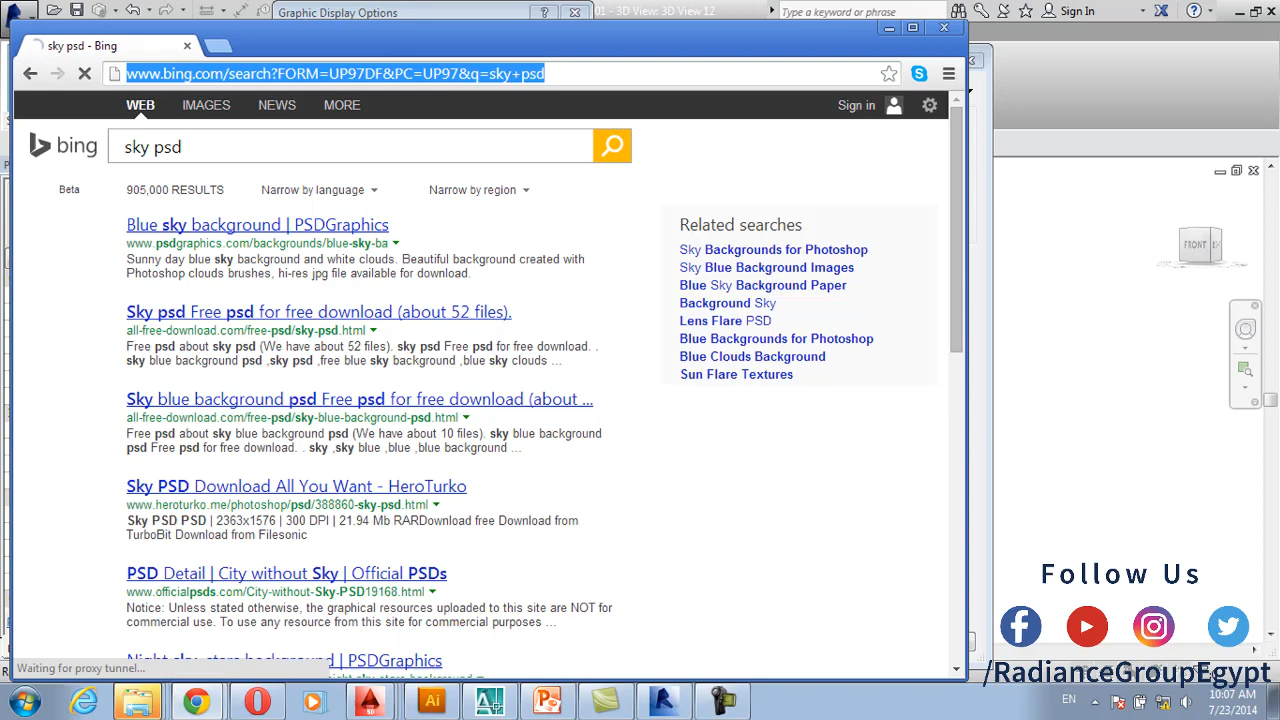 Graphic Display Options
01 - 3D View: 3D View 12
Type a keyword or phrase
Sign In
sky psd - Bing
www.bing.com/search?FORM=UP97DF&PC=UP97&q=sky+psd
WEB IMAGES NEWS MORE
Sign in
bing
sky psd
Beta
905,000 RESULTS
Narrow by language
Narrow by region
Blue sky background | PSDGraphics
www.psdgraphics.com/backgrounds/blue-sky-ba
Sunny day blue sky background and white clouds. Beautiful background created with
Photoshop clouds brushes, hi-res jpg file available for download.
Sky psd Free psd for free download (about 52 files).
all-free-download.com/free-psd/sky-psd.html
Free psd about sky psd (We have about 52 files). sky psd Free psd for free download. .
sky blue background psd ,sky psd ,free blue sky background ,blue sky clouds ...
Sky blue background psd Free psd for free download (about ...
all-free-download.com/free-psd/sky-blue-background-psd.html
Free psd about sky blue background psd (We have about 10 files). sky blue background
psd Free psd for free download. . sky ,sky blue ,blue ,blue background ...
Sky PSD Download All You Want - HeroTurko
www.heroturko.me/photoshop/psd/388860-sky-psd.html
Sky PSD PSD | 2363x1576 | 300 DPI | 21.94 Mb RARDownload free Download from
TurboBit Download from Filesonic
PSD Detail | City without Sky | Official PSDs
www.officialpsds.com/City-without-Sky-PSD19168.html
Notice: Unless stated otherwise, the graphical resources uploaded to this site are NOT for
commercial use. To use any resource from this site for commercial purposes ...
Night sky stars background | PSDGraphics
Related searches
Sky Backgrounds for Photoshop
Sky Blue Background Images
Blue Sky Background Paper
Background Sky
Lens Flare PSD
Blue Backgrounds for Photoshop
Blue Clouds Background
Sun Flare Textures
Waiting for proxy tunnel...
FRONT
Follow Us
/RadianceGroupEgypt
EN
10:07 AM
7/23/2014